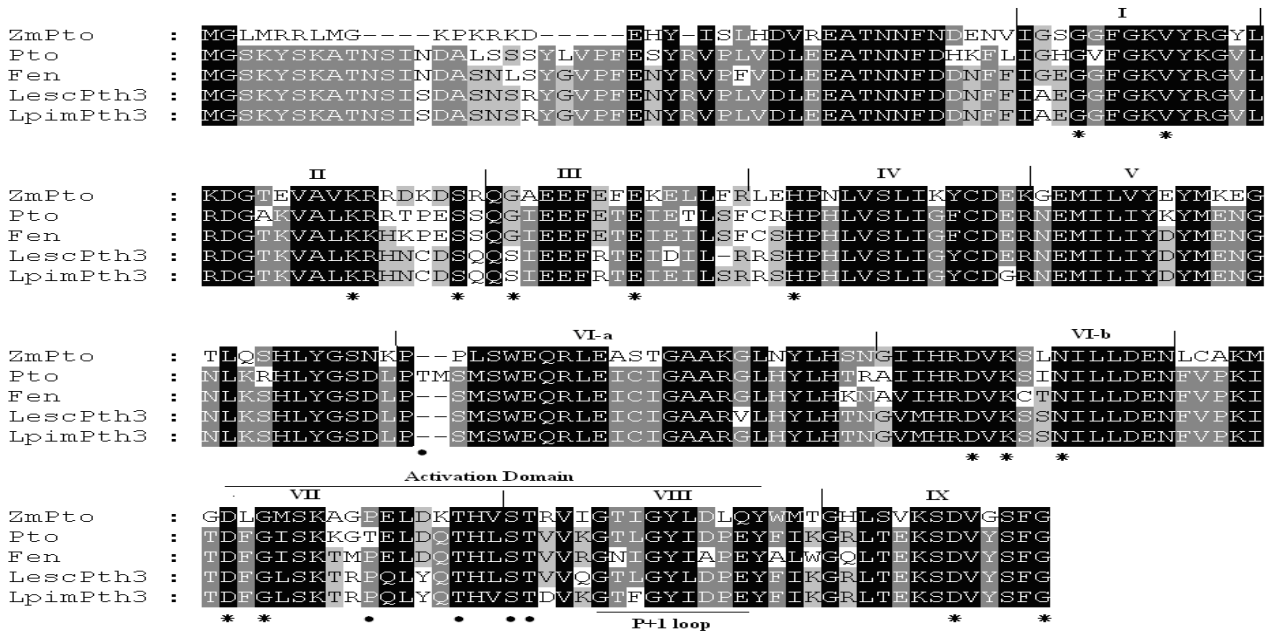 I
ZmPto : MGLMRRLMG---KPKRKD------EHY-ISLHDVREATNNFNDENVIGSGGFGKVYRGYL
Pto : MGSKYSKATNSINDALSSSYLVPFESYRVPLVDLEEATNNFDHKFLIGHGVFGKVYRGVL
Fen : MGSKYSKATNSINDASNLSYGVPFENYRVPFVDLEEATNNFDDNFFIGEGGFGKVYRGVL
LescPth3 : MGSKYSKATNSISDASNSRYGVPFENYRVPLVDLEEATNNFDDNFFIAEGGFGKVYRGVL
LpimPth3 : MGSKYSKATNSISDASNSRYGVPFENYRVPLVDLEEATNNFDDNFFIAEGGFGKVYRGVL
* *
II III IV V
ZmPto : KDGTEVAVKRRDKDSRQGAEEFEFEKELLFRLEHPNLVSLIKYCDEKGEMILVYEYMKEG
Pto : RDGAKVALKRRTPESSQGIEEFETEIETLSFCRHPHLVSLIGFCDERNEMILIYKYMENG
Fen : RDGTKVALKKHKPESSQGIEEFETEIEILSFCSHPHLVSLIGFCDERNEMILIYDYMENG
LescPth3 : RDGTKVALKRHNCDSQQSIEEFRTEIDIL-RRSHPHLVSLIGYCDERNEMILIYDYMENG
LpimPth3 : RDGTKVALKRHNCDSQQSIEEFRTEIEILSRRSHPHLVSLIGYCDGRNEMILIYDYMENG
* * * * *
VI-a VI-b
ZmPto : TLQSHLYGSNKP--PLSWEQRLEASTGAAKGLNYLHSNGIIHRDVKSLNILLDENLCAKM
Pto : NLKRHLYGSDLPTMSMSWEQRLEICIGAARGLHYLHTRAIIHRDVKSINILLDENFVPKI
Fen : NLKSHLYGSDLP--SMSWEQRLEICIGAARGLHYLHKNAVIHRDVKCTNILLDENFVPKI
LescPth3 : NLKSHLYGSDLP--SMSWEQRLEICIGAARVLHYLHTNGVMHRDVKSSNILLDENFVPKI
LpimPth3 : NLKSHLYGSDLP--SMSWEQRLEICIGAARGLHYLHTNGVMHRDVKSSNILLDENFVPKI
• * * *
Activation Domain
VII VIII IX
ZmPto : GDLGMSKAGPELDKTHVSTRVIGTIGYLDLQYWMTGHLSVKSDVGSFG
Pto : TDFGISKKGTELDQTHLSTVVKGTIGYIDPEYFIKGRLTEKSDVYSFG
Fen : TDFGISKTMPELDQTHLSTVVRGNIGYIAPEYALWGQLTEKSDVYSFG
LescPth3 : TDFGLSKTRPQLYQTHLSTVVQGTLGYLDPEYFIKGRLTEKSDVYSFG
LpimPth3 : TDFGLSKTRPQLYQTHVSTDVKGTFGYIDPEYFIKGRLTEKSDVYSFG
* * • • • • * *
P+1 loop